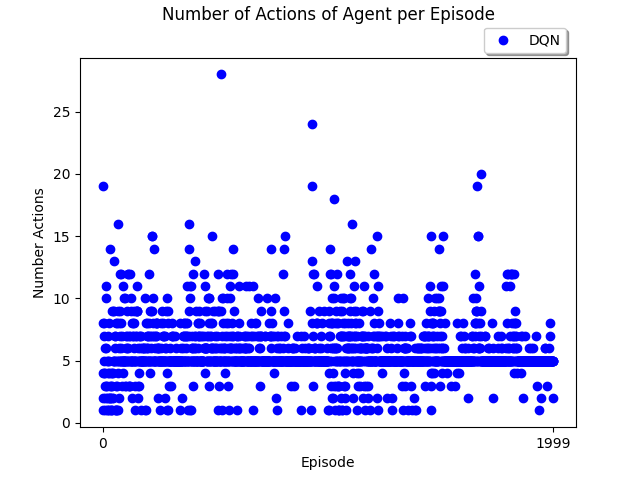 Number of Actions of Agent per Episode
DQN
25
20
15
10
5
0
Number Actions
0 1999
Episode